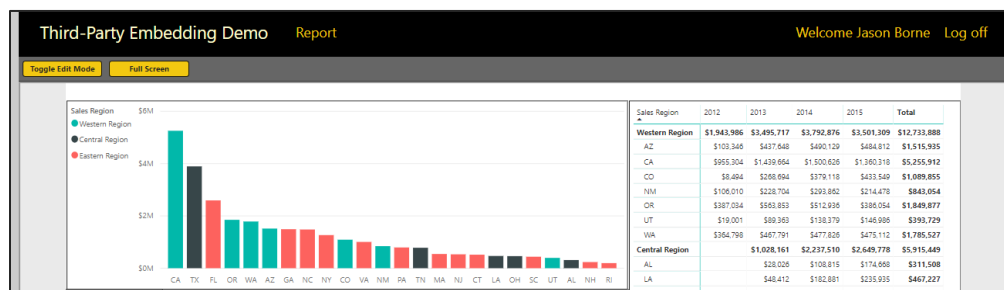 Third-Party Embedding Demo Report Welcome Jason Borne Log off
Toggle Edit Mode Full Screen
Sales Region
Western Region
Central Region
Eastern Region
$6M
$4M
$2M
$0M
CA TX FL OR WA AZ GA NC NY CO VA NM PA TN MA NJ CT LA OH SC UT AL NH RI
Sales Region 2012 2013 2014 2015 Total
Western Region $1,943,986 $3,495,717 $3,792,876 $3,501,309 $12,733,888
AZ $103,346 $437,648 $490,129 $484,812 $1,515,935
CA $955,304 $1,439,664 $1,500,626 $1,360,318 $5,255,912
CO $8,494 $268,694 $379,118 $433,549 $1,089,855
NM $106,010 $228,704 $293,862 $214,478 $843,054
OR $387,034 $563,853 $512,936 $386,054 $1,849,877
UT $19,001 $89,363 $138,379 $146,986 $393,729
WA $364,798 $467,791 $477,826 $475,112 $1,785,527
Central Region $1,028,161 $2,237,510 $2,649,778 $5,915,449
AL $28,026 $108,815 $174,668 $311,508
LA $48,412 $182,881 $235,935 $467,227